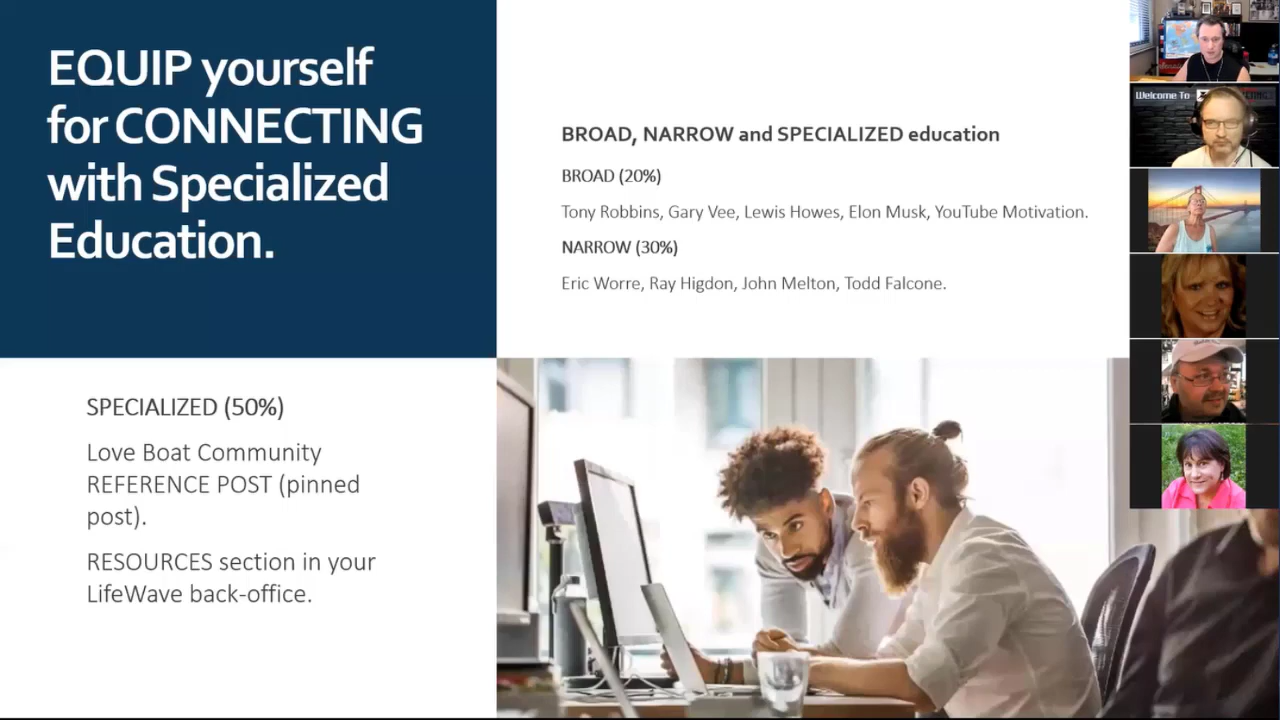 EQUIP yourself
for CONNECTING
with Specialized
Education.
BROAD, NARROW and SPECIALIZED education
BROAD (20%)
Tony Robbins, Gary Vee, Lewis Howes, Elon Musk, YouTube Motivation.
NARROW (30%)
Eric Worre, Ray Higdon, John Melton, Todd Falcone.
SPECIALIZED (50%)
Love Boat Community
REFERENCE POST (pinned
post).
RESOURCES section in your
LifeWave back-office.
Welcome To